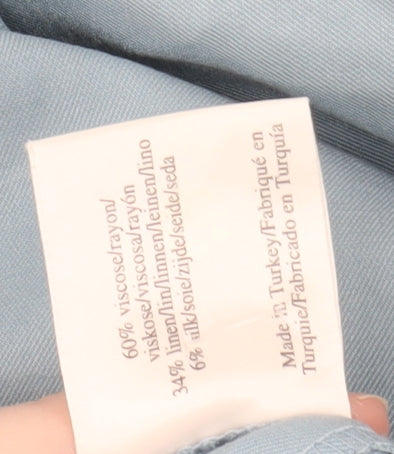 60% viscose/rayon/
viskose/viscosa/rayón
34% linen/lin/linnen/leinen/lino
6% silk/soie/zijde/seide/seda
Made in Turkey/Fabriqué en
Turquie/Fabricado en Turquía